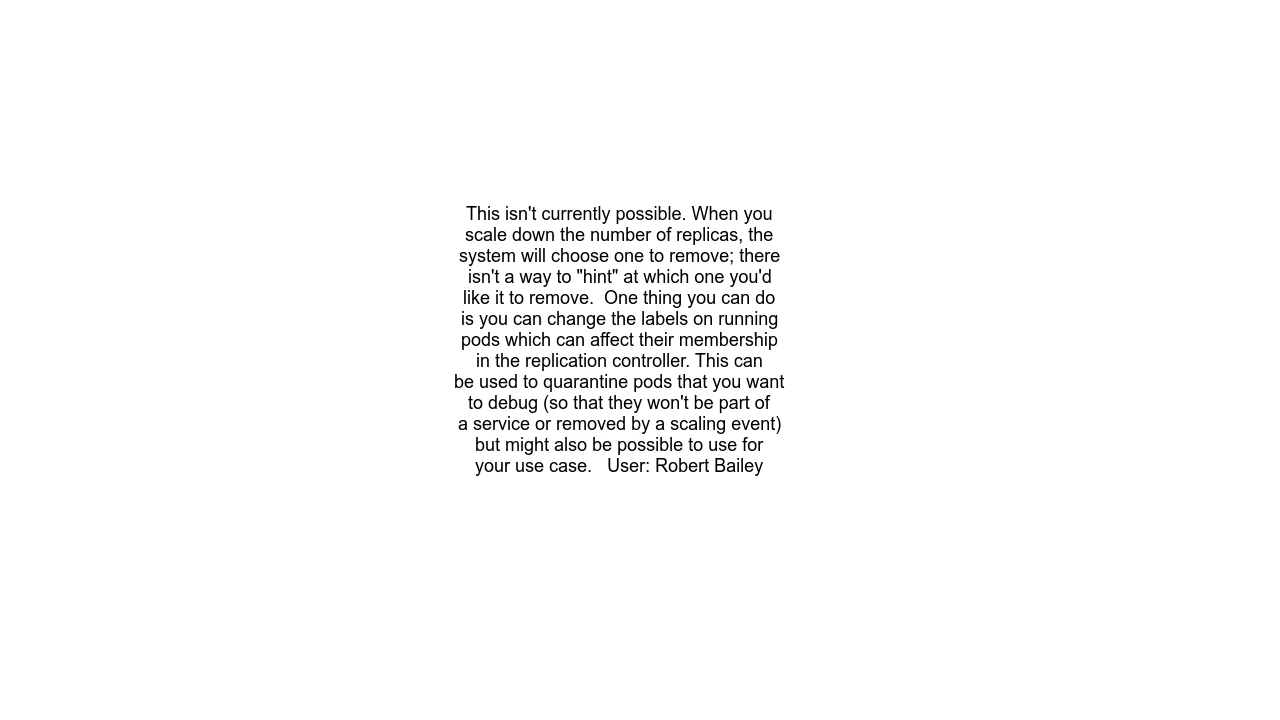 This isn't currently possible. When you
scale down the number of replicas, the
system will choose one to remove; there
isn't a way to "hint" at which one you'd
like it to remove.  One thing you can do
is you can change the labels on running
pods which can affect their membership
in the replication controller. This can
be used to quarantine pods that you want
to debug (so that they won't be part of
a service or removed by a scaling event)
but might also be possible to use for
your use case.   User: Robert Bailey